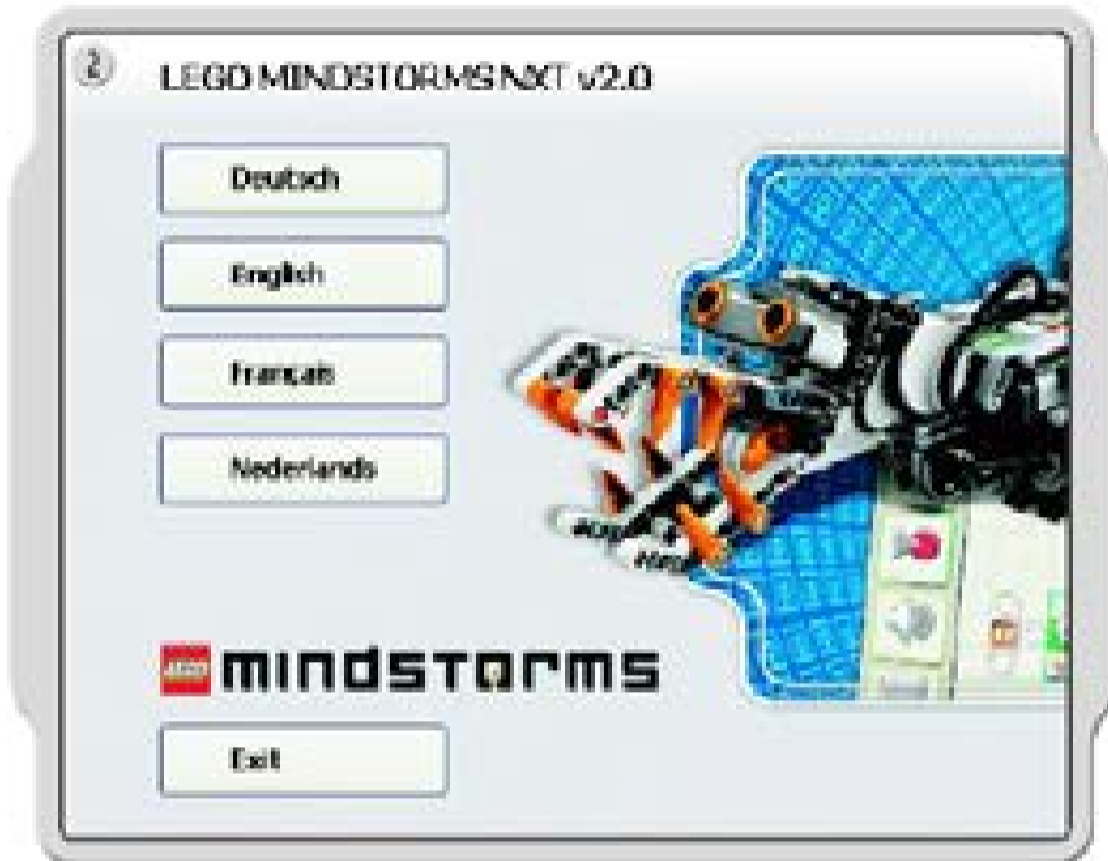 2
LEGO MINDSTORMS NXT v2.0
Deutsch
English
Français
Nederlands
LEGO mindstorms
Exit